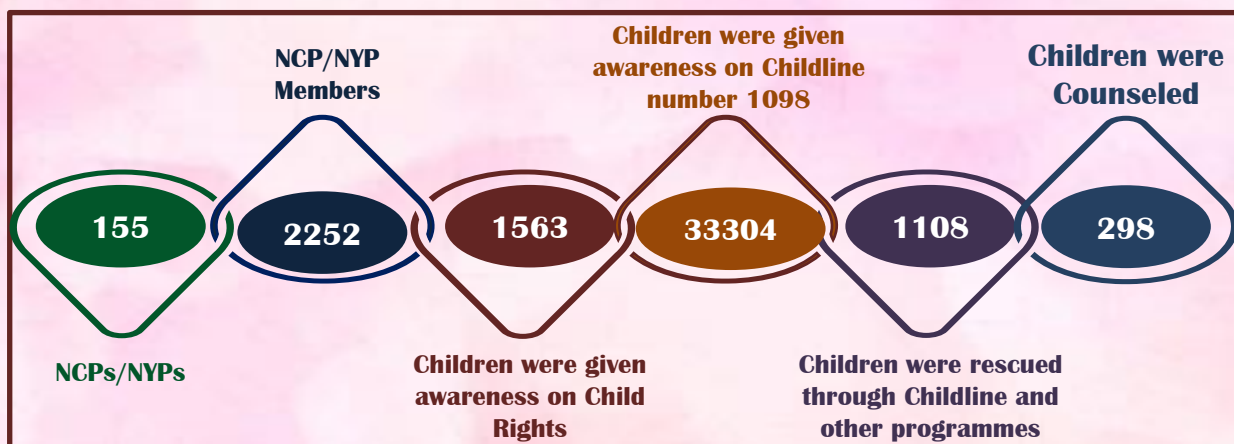 155
NCPs/NYPs
NCP/NYP
Members
2252
1563
Children were given
awareness on Child
Rights
Children were given
awareness on Childline
number 1098
33304
1108
Children were rescued
through Childline and
other programmes
Children were
Counseled
298